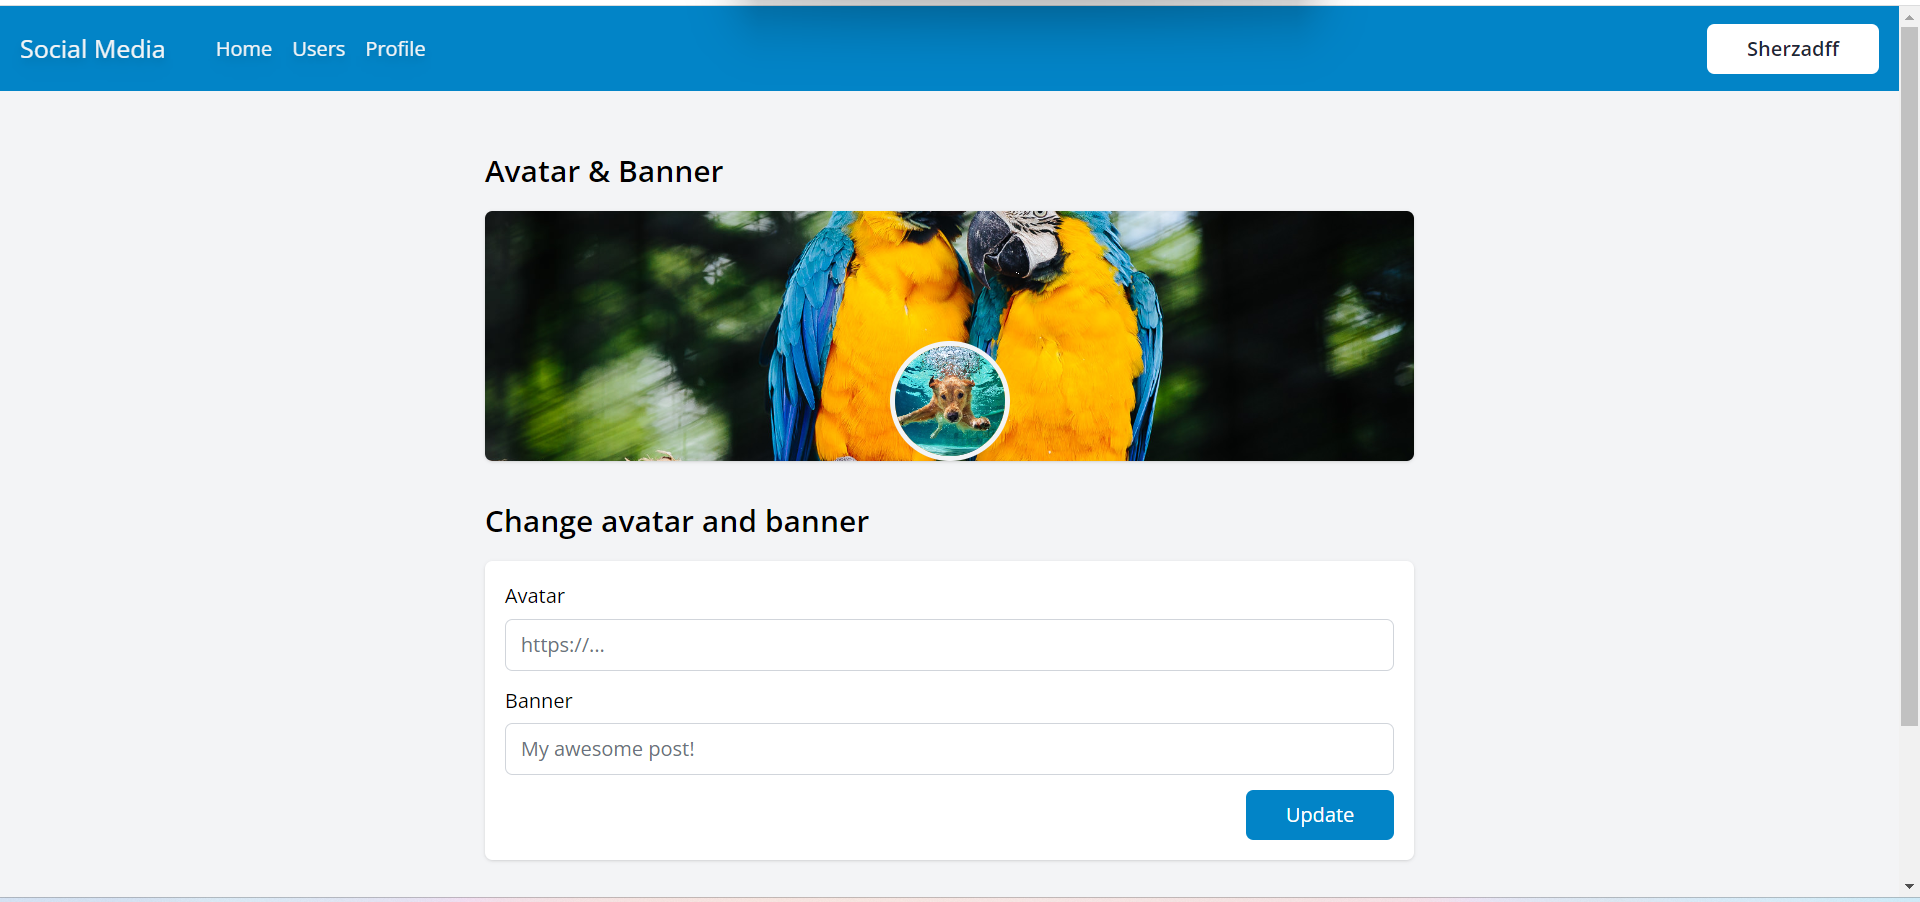 Social Media Home Users Profile Sherzadff
Avatar & Banner
Change avatar and banner
Avatar
https://...
Banner
My awesome post!
Update